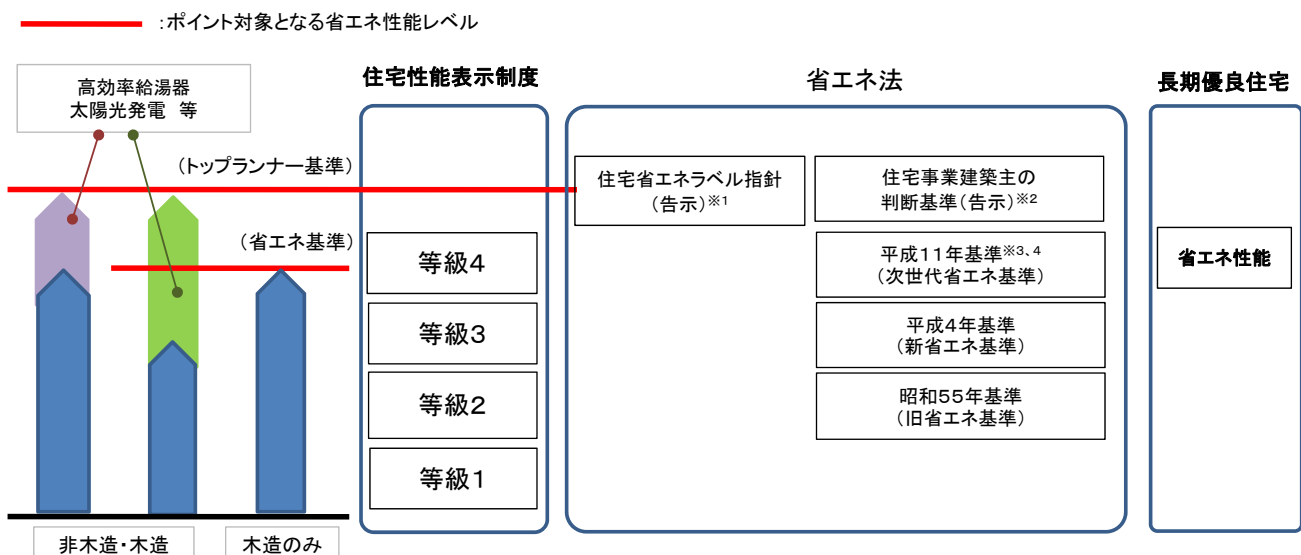 :ポイント対象となる省エネ性能レベル
高効率給湯器
太陽光発電 等
(トップランナー基準)
(省エネ基準)
非木造・木造
木造のみ
住宅性能表示制度
等級4
等級3
等級2
等級1
省エネ法
住宅省エネラベル指針
(告示)※1
住宅事業建築主の
判断基準(告示)※2
平成11年基準※3、4
(次世代省エネ基準)
平成4年基準
(新省エネ基準)
昭和55年基準
(旧省エネ基準)
長期優良住宅
省エネ性能